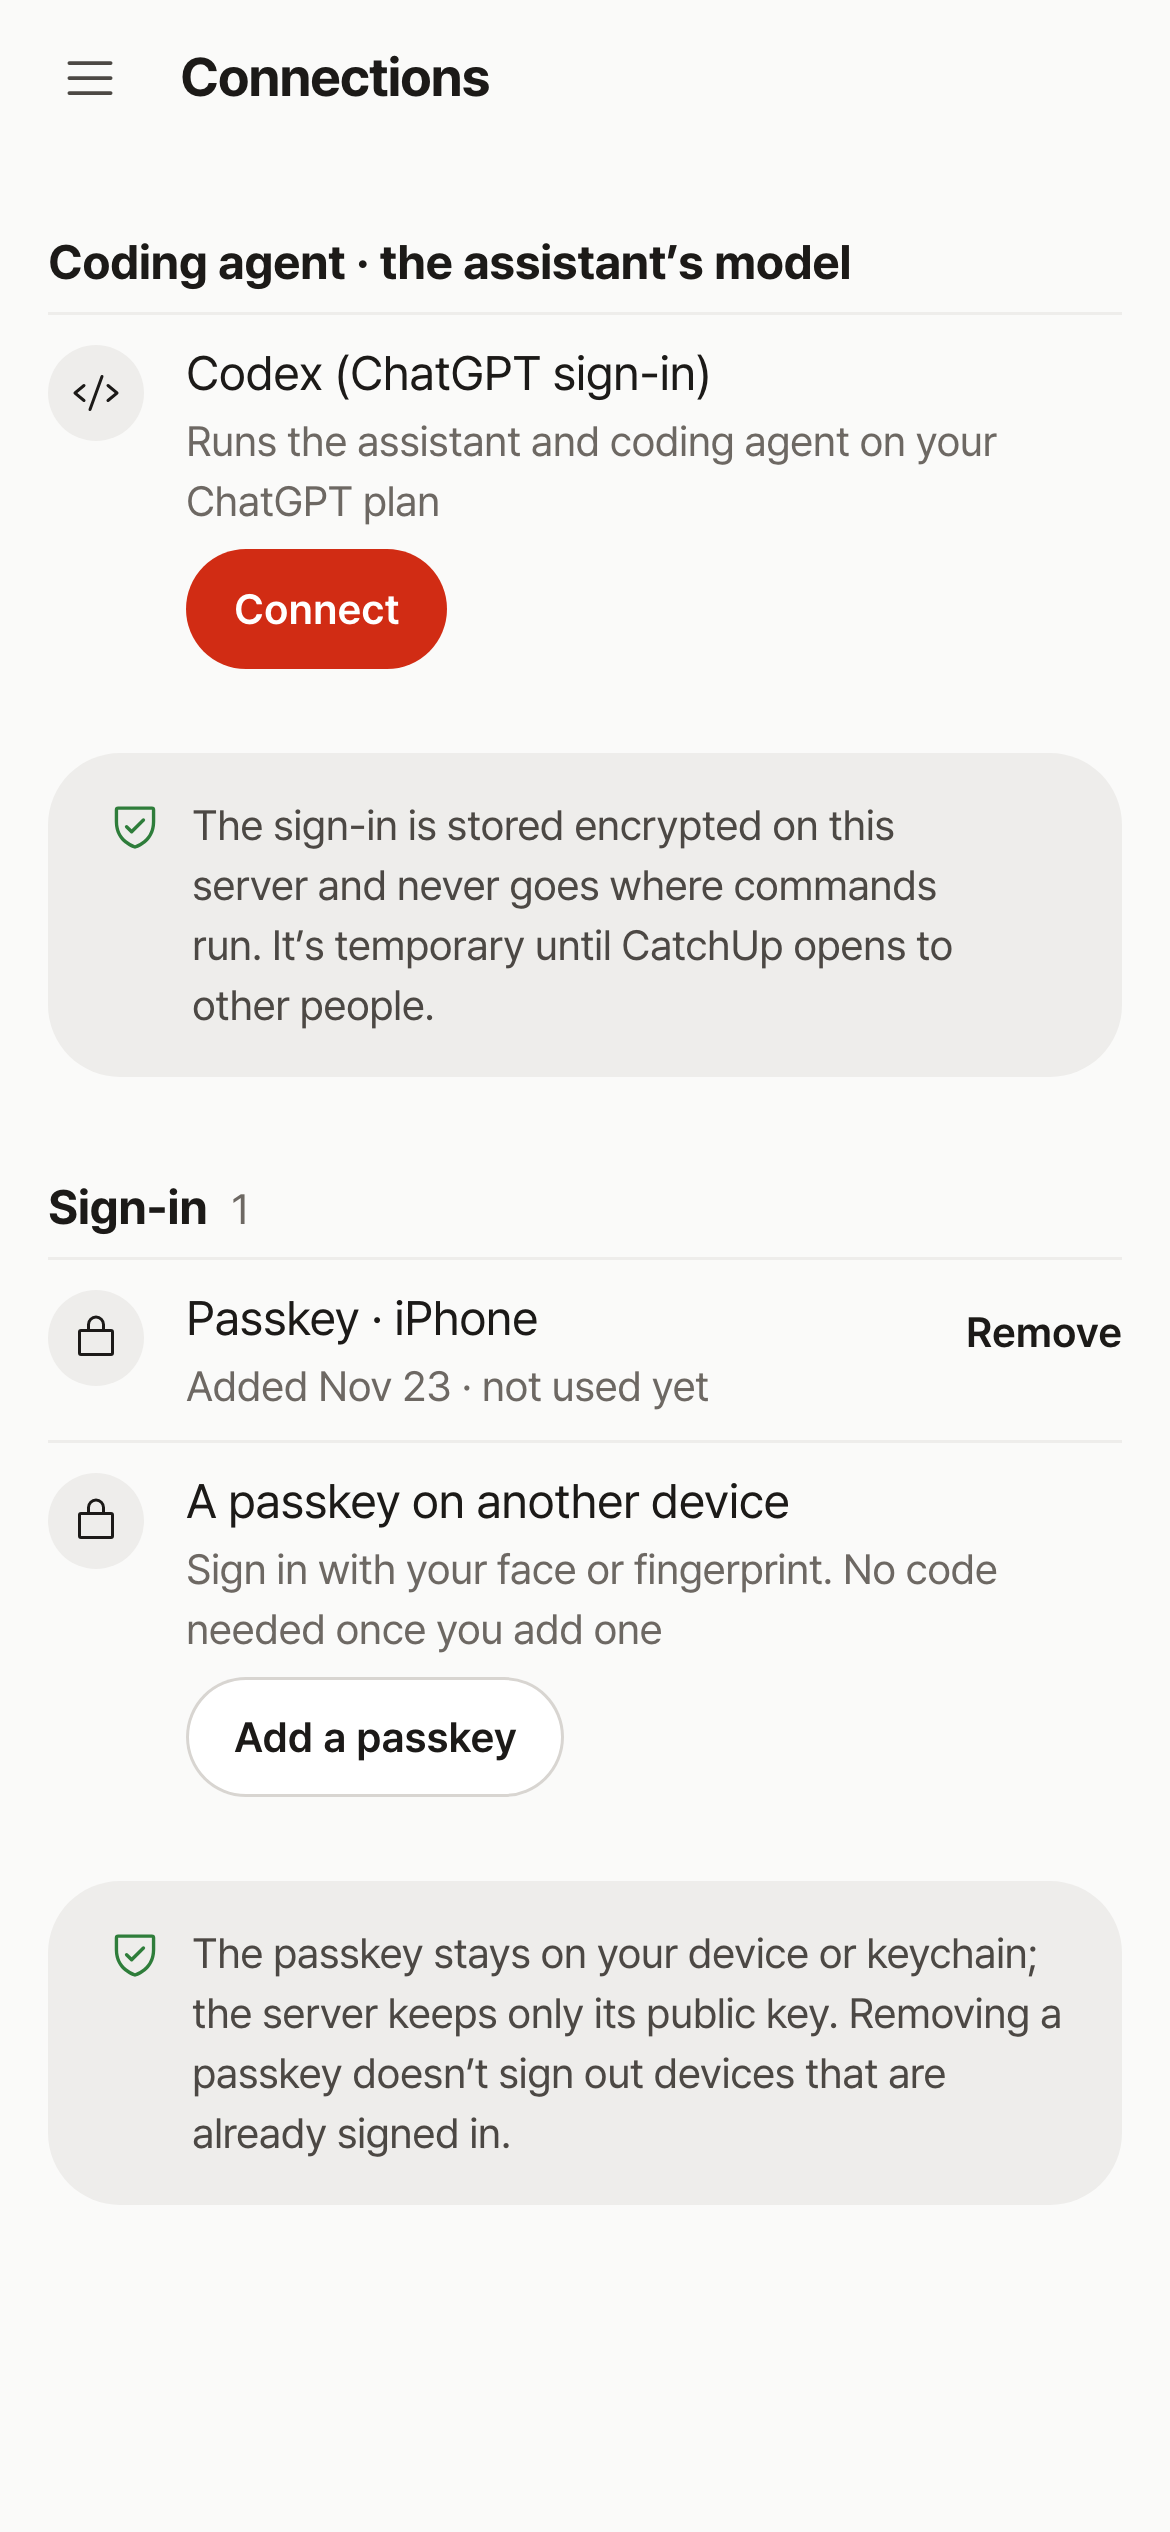 Connections
Coding agent · the assistant’s model
Codex (ChatGPT sign-in)
Runs the assistant and coding agent on your
ChatGPT plan
Connect
The sign-in is stored encrypted on this
server and never goes where commands
run. It’s temporary until CatchUp opens to
other people.
Sign-in 1
Passkey · iPhone
Remove
Added Nov 23 · not used yet
A passkey on another device
Sign in with your face or fingerprint. No code
needed once you add one
Add a passkey
The passkey stays on your device or keychain;
the server keeps only its public key. Removing a
passkey doesn’t sign out devices that are
already signed in.